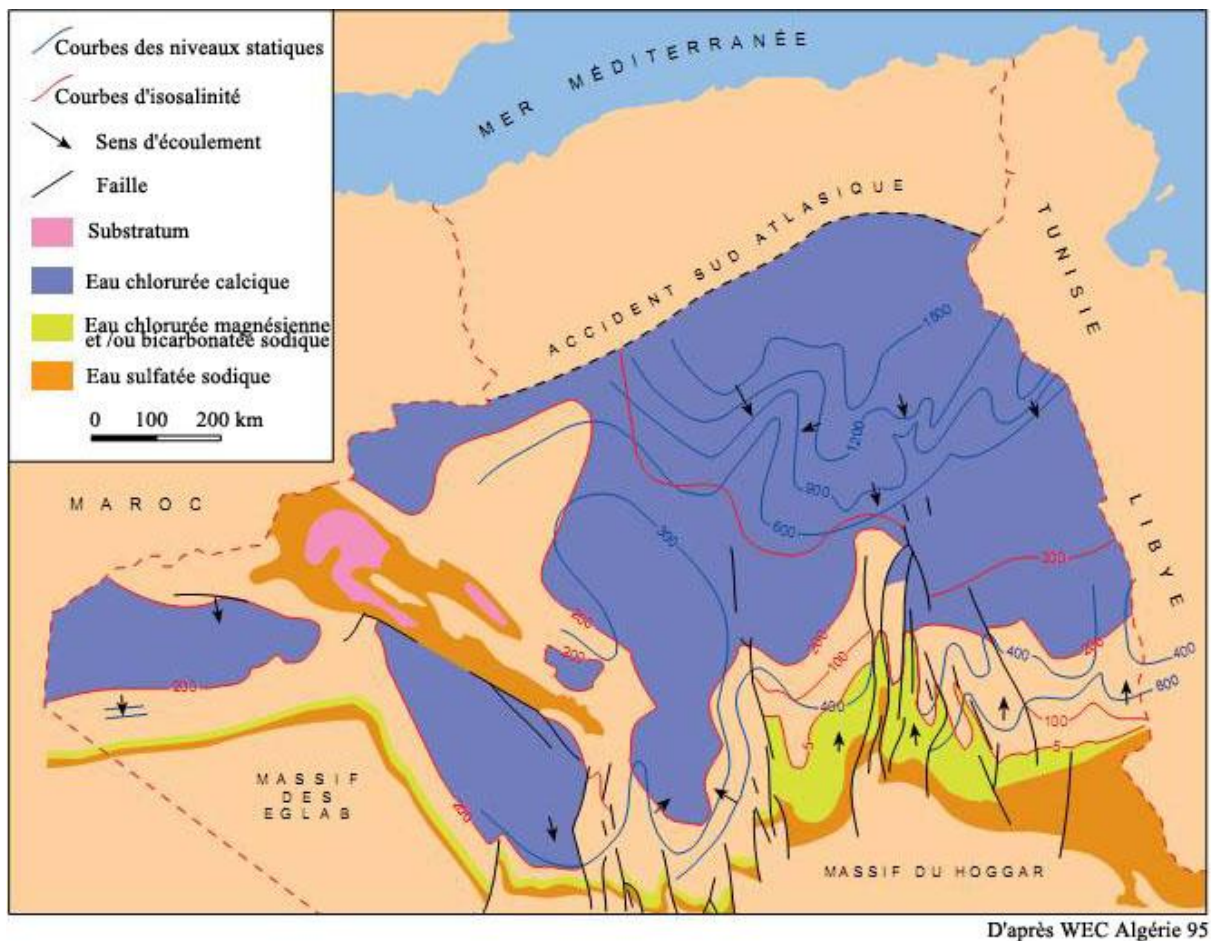 Courbes des niveaux statiques
Courbes d'isosalinité
Sens d'écoulement
Faille
Substratum
Eau chlorurée calcique
Eau chlorurée magnésienne
et /ou bicarbonatée sodique
Eau sulfatée sodique
0 100 200 km
MER MÉDITERRANÉE
ACCIDENT SUD ATLASIQUE
TUNISIE
LIBYE
MAROC
MASSIF
DES
EGLAB
MASSIF DU HOGGAR
1200
900
600
300
300
200
200
200
200
200
100
400
400
400
100
5
5
D'après WEC Algérie 95